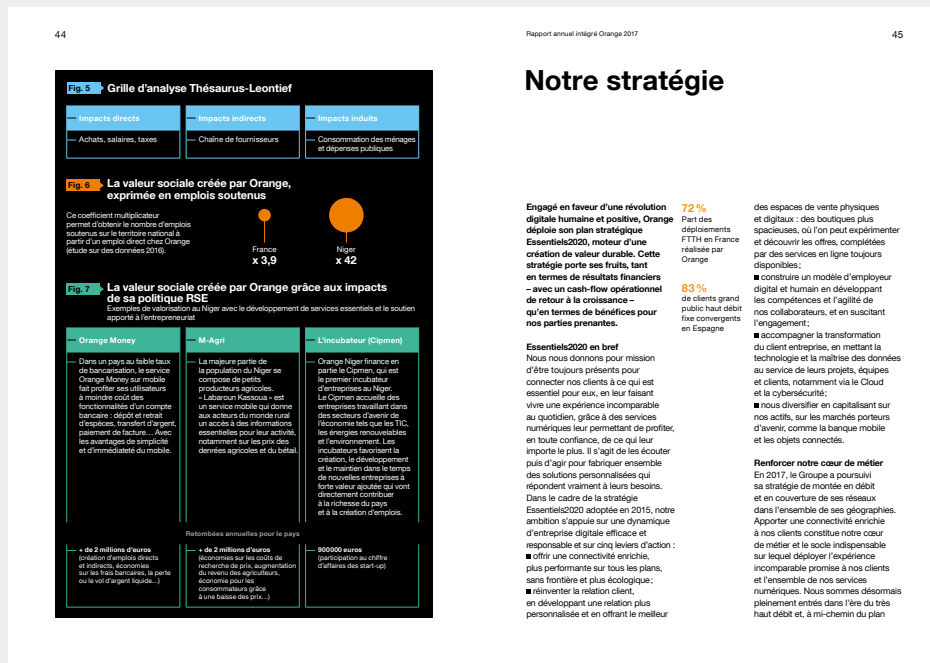 44
Fig. 5
Grille d'analyse Thésaurus-Leontief
Impacts directs
Achats, salaires, taxes
Impacts indirects
Chaîne de fournisseurs
Impacts induits
Consommation des ménages
et dépenses publiques
Fig. 6
La valeur sociale créée par Orange,
exprimée en emplois soutenus
Ce coefficient multiplicateur
permet d'obtenir le nombre d'emplois
soutenus sur le territoire national à
partir d'un emploi direct chez Orange
(étude sur des données 2016).
France
x 3,9
Niger
x 42
Fig. 7
La valeur sociale créée par Orange grâce aux impacts
de sa politique RSE
Exemples de valorisation au Niger avec le développement de services essentiels et le soutien
apporté à l'entrepreneuriat
Orange Money
Dans un pays au faible taux
de bancarisation, le service
Orange Money sur mobile
fait profiter ses utilisateurs
à moindre coût des
fonctionnalités d'un compte
bancaire : dépôt et retrait
d'espèces, transfert d'argent,
paiement de facture... Avec
les avantages de simplicité
et d'immédiateté du mobile.
M-Agri
La majeure partie de
la population du Niger se
compose de petits
producteurs agricoles.
« Labaroun Kassoua » est
un service mobile qui donne
aux acteurs du monde rural
un accès à des informations
essentielles pour leur activité,
notamment sur les prix des
denrées agricoles et du bétail.
L'incubateur (Cipmen)
Orange Niger finance en
partie le Cipmen, qui est
le premier incubateur
d'entreprises au Niger.
Le Cipmen accueille des
entreprises travaillant dans
des secteurs d'avenir de
l'économie tels que les TIC,
les énergies renouvelables
et l'environnement. Les
incubateurs favorisent la
création, le développement
et le maintien dans le temps
de nouvelles entreprises à
forte valeur ajoutée qui vont
directement contribuer
à la richesse du pays
et à la création d'emplois.
Retombées annuelles pour le pays
+ de 2 millions d'euros
(création d'emplois directs
et indirects, économies
sur les frais bancaires, la perte
ou le vol d'argent liquide...)
+ de 2 millions d'euros
(économies sur les coûts de
recherche de prix, augmentation
du revenu des agriculteurs,
économie pour les
consommateurs grâce
à une baisse des prix...)
900000 euros
(participation au chiffre
d'affaires des start-up)
Rapport annuel intégré Orange 2017
45
Notre stratégie
Engagé en faveur d'une révolution
digitale humaine et positive, Orange
déploie son plan stratégique
Essentiels2020, moteur d'une
création de valeur durable. Cette
stratégie porte ses fruits, tant
en termes de résultats financiers
– avec un cash-flow opérationnel
de retour à la croissance –
qu'en termes de bénéfices pour
nos parties prenantes.
Essentiels2020 en bref
Nous nous donnons pour mission
d'être toujours présents pour
connecter nos clients à ce qui est
essentiel pour eux, en leur faisant
vivre une expérience incomparable
au quotidien, grâce à des services
numériques leur permettant de profiter,
en toute confiance, de ce qui leur
importe le plus. Il s'agit de les écouter
puis d'agir pour fabriquer ensemble
des solutions personnalisées qui
répondront vraiment à leurs besoins.
Dans le cadre de la stratégie
Essentiels2020 adoptée en 2015, notre
ambition s'appuie sur une dynamique
d'entreprise digitale efficace et
responsable et sur cinq leviers d'action :
■ offrir une connectivité enrichie,
plus performante sur tous les plans,
sans frontière et plus écologique ;
■ réinventer la relation client,
en développant une relation plus
personnalisée et en offrant le meilleur
72 %
Part des
déploiements
FTTH en France
réalisée par
Orange
83 %
de clients grand
public haut débit
fixe convergents
en Espagne
des espaces de vente physiques
et digitaux : des boutiques plus
spacieuses, où l'on peut expérimenter
et découvrir les offres, complétées
par des services en ligne toujours
disponibles ;
■ construire un modèle d'employeur
digital et humain en développant
les compétences et l'agilité de
nos collaborateurs, et en suscitant
l'engagement ;
■ accompagner la transformation
du client entreprise, en mettant la
technologie et la maîtrise des données
au service de leurs projets, équipes
et clients, notamment via le Cloud
et la cybersécurité ;
■ nous diversifier en capitalisant sur
nos actifs, sur les marchés porteurs
d'avenir, comme la banque mobile
et les objets connectés.
Renforcer notre cœur de métier
En 2017, le Groupe a poursuivi
sa stratégie de montée en débit
et en couverture de ses réseaux
dans l'ensemble de ses géographies.
Apporter une connectivité enrichie
à nos clients constitue notre cœur
de métier et le socle indispensable
sur lequel déployer l'expérience
incomparable promise à nos clients
et l'ensemble de nos services
numériques. Nous sommes désormais
pleinement entrés dans l'ère du très
haut débit et, à mi-chemin du plan